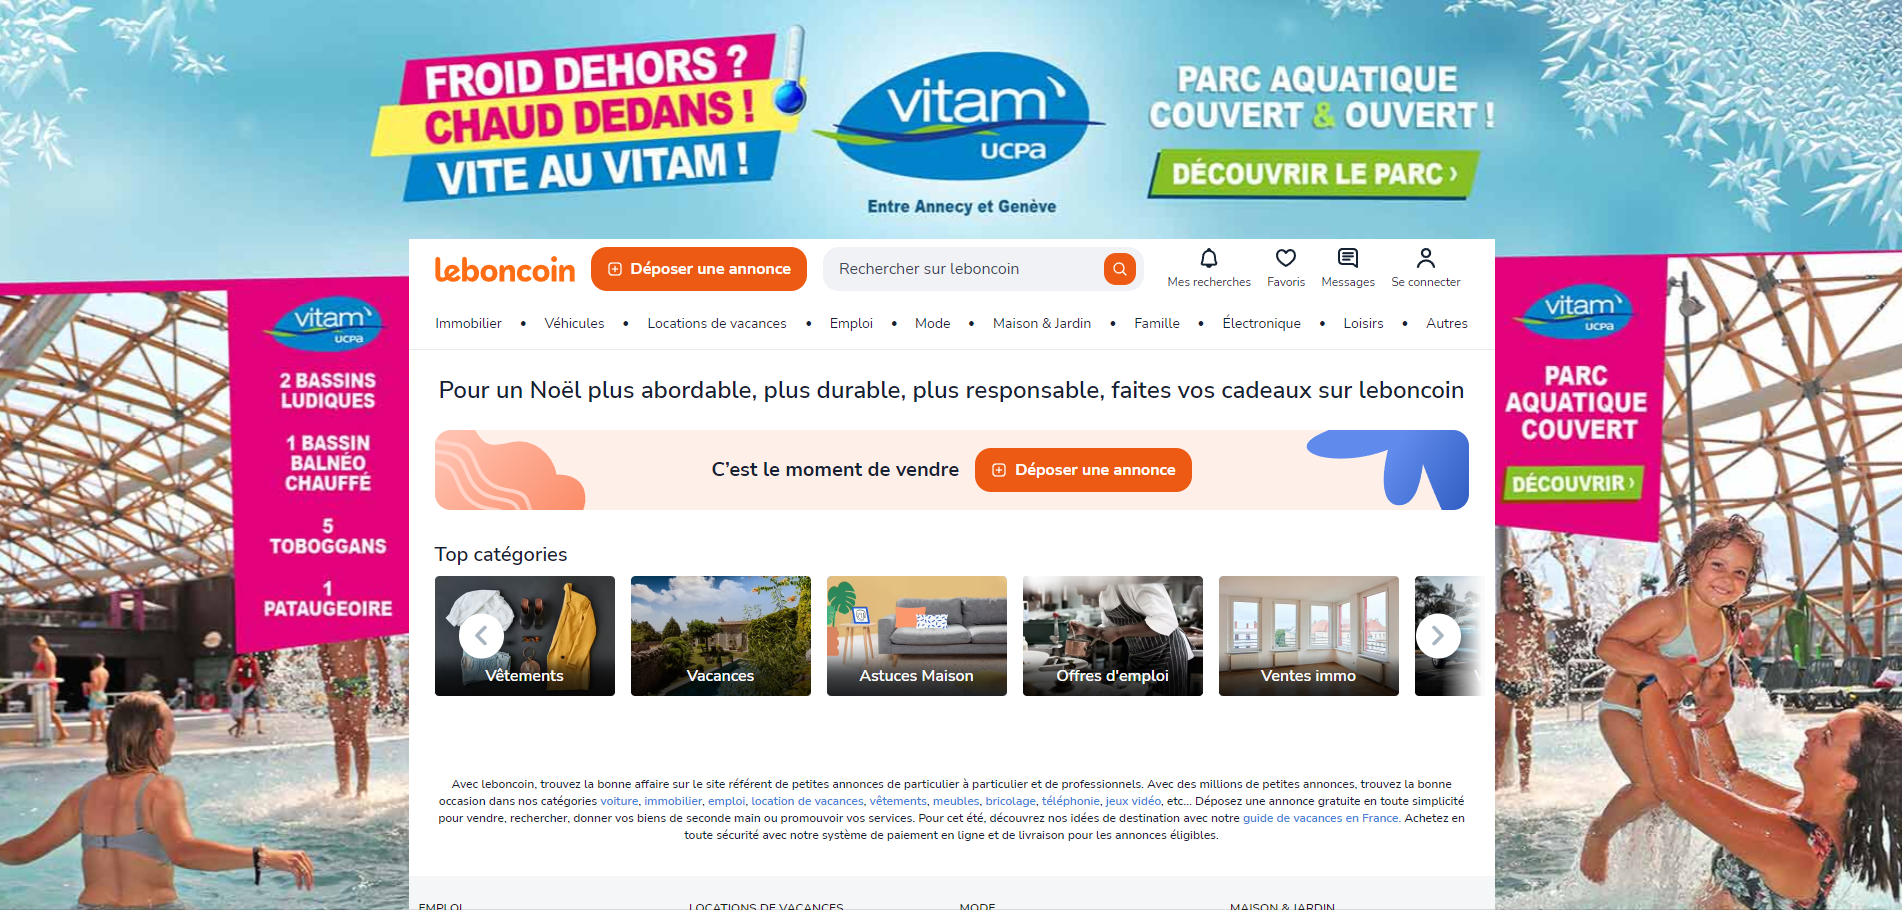 FROID DEHORS ?
CHAUD DEDANS !
VITE AU VITAM !
vitam'
UCPA
Entre Annecy et Genève
PARC AQUATIQUE
COUVERT & OUVERT !
DÉCOUVRIR LE PARC ›
vitam'
UCPA
2 BASSINS
LUDIQUES
1 BASSIN
BALNÉO
CHAUFFÉ
5
TOBOGGANS
1
PATAUGEOIRE
leboncoin
Déposer une annonce
Rechercher sur leboncoin
Mes recherches
Favoris
Messages
Se connecter
Immobilier • Véhicules • Locations de vacances • Emploi • Mode • Maison & Jardin • Famille • Électronique • Loisirs • Autres
Pour un Noël plus abordable, plus durable, plus responsable, faites vos cadeaux sur leboncoin
C'est le moment de vendre
Déposer une annonce
Top catégories
Vêtements
Vacances
Astuces Maison
Offres d'emploi
Ventes immo
Avec leboncoin, trouvez la bonne affaire sur le site référent de petites annonces de particulier à particulier et de professionnels. Avec des millions de petites annonces, trouvez la bonne
occasion dans nos catégories voiture, immobilier, emploi, location de vacances, vêtements, meubles, bricolage, téléphonie, jeux vidéo, etc... Déposez une annonce gratuite en toute simplicité
pour vendre, rechercher, donner vos biens de seconde main ou promouvoir vos services. Pour cet été, découvrez nos idées de destination avec notre guide de vacances en France. Achetez en
toute sécurité avec notre système de paiement en ligne et de livraison pour les annonces éligibles.
EMPLOI
LOCATIONS DE VACANCES
MODE
MAISON & JARDIN
vitam'
UCPA
PARC
AQUATIQUE
COUVERT
DÉCOUVRIR ›